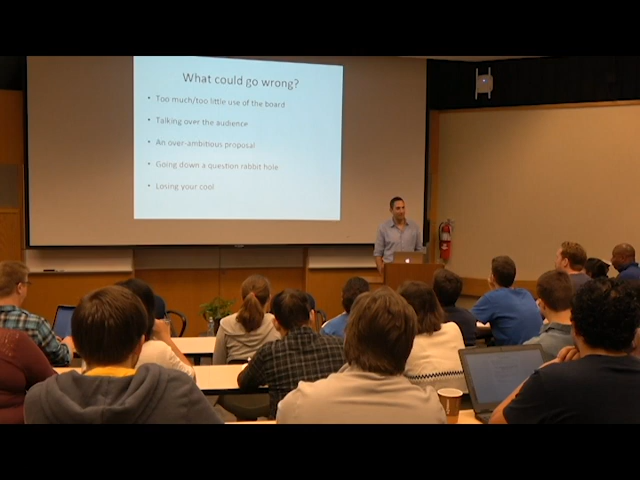 What could go wrong?
• Too much/too little use of the board
• Talking over the audience
• An over-ambitious proposal
• Going down a question rabbit hole
• Losing your cool